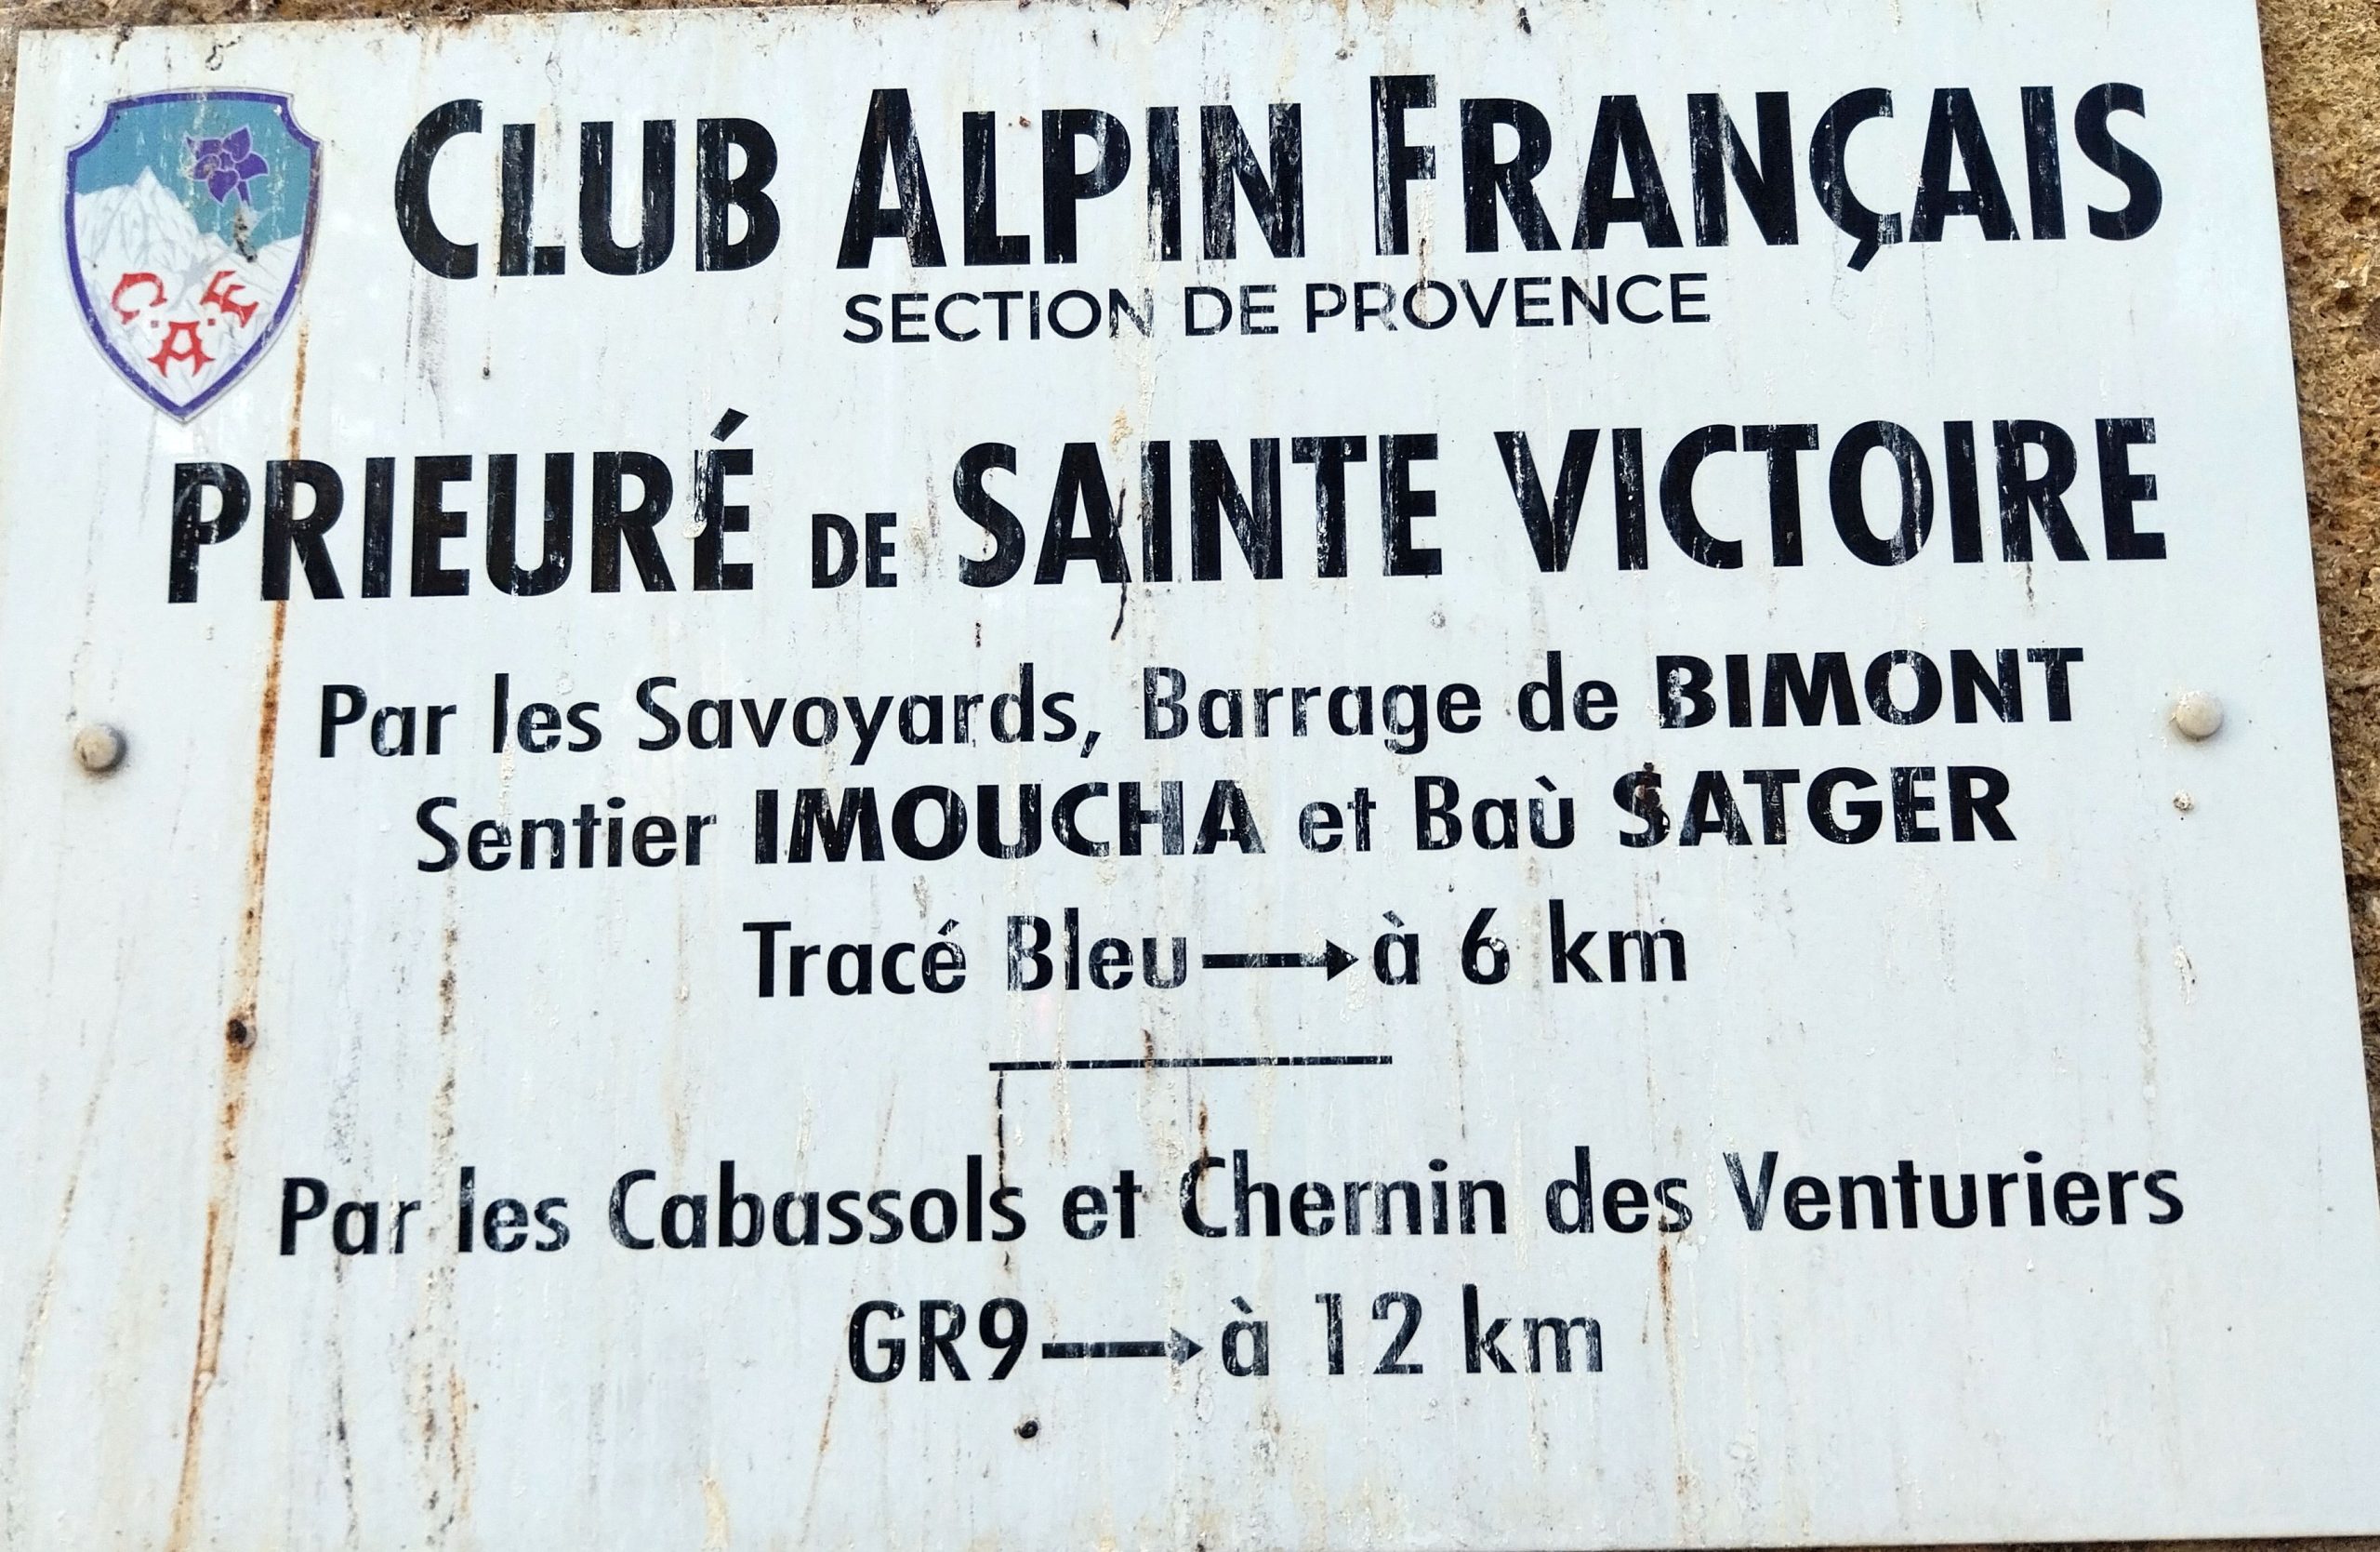 CLUB ALPIN FRANÇAIS
SECTION DE PROVENCE
C.A.F
PRIEURÉ DE SAINTE VICTOIRE
Par les Savoyards, Barrage de BIMONT
Sentier IMOUCHA et Baù SATGER
Tracé Bleu→à 6 km
Par les Cabassols et Chemin des Venturiers
GR9→à 12 km